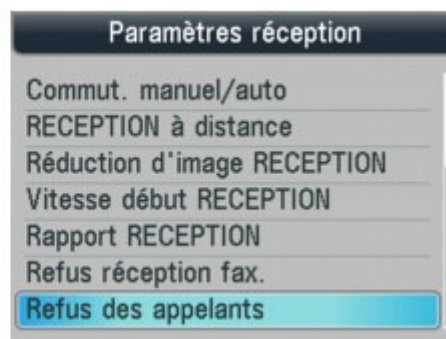 Paramètres réception
Commut. manuel/auto
RECEPTION à distance
Réduction d'image RECEPTION
Vitesse début RECEPTION
Rapport RECEPTION
Refus réception fax.
Refus des appelants